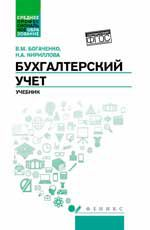 СРЕДНЕЕ
ОБРАЗОВАНИЕ
ФГОС
В.М. БОГАЧЕНКО
Н.А. КИРИЛЛОВА
БУХГАЛТЕРСКИЙ
УЧЕТ
УЧЕБНИК
ФЕНИКС